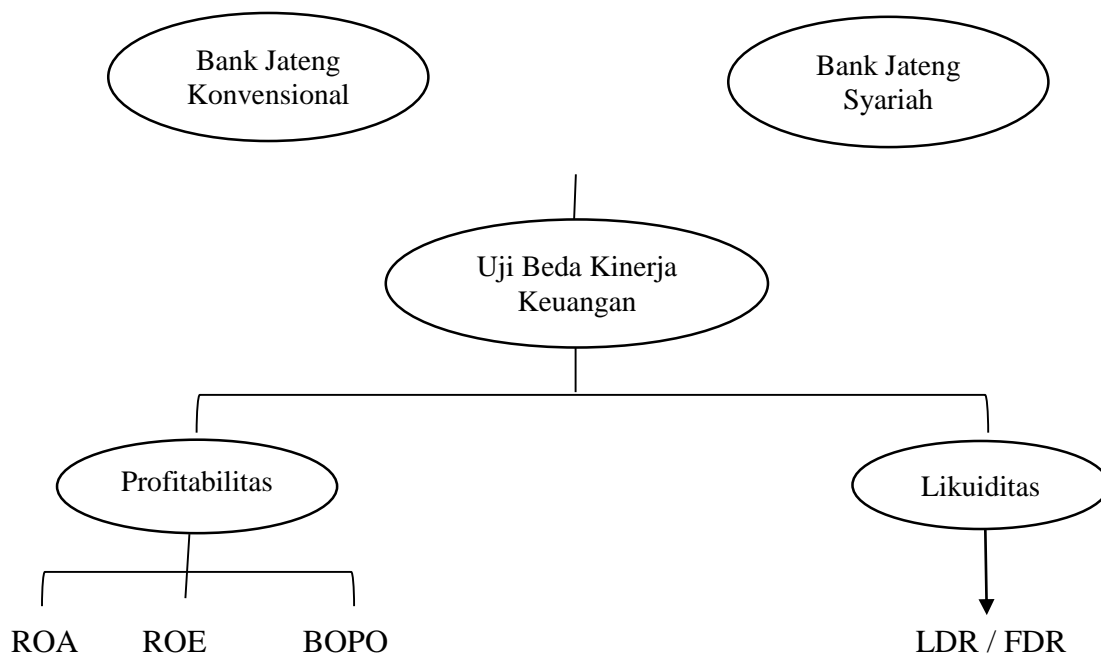 Bank Jateng
Konvensional
Bank Jateng
Syariah
Uji Beda Kinerja
Keuangan
Profitabilitas
Likuiditas
ROA ROE BOPO LDR / FDR